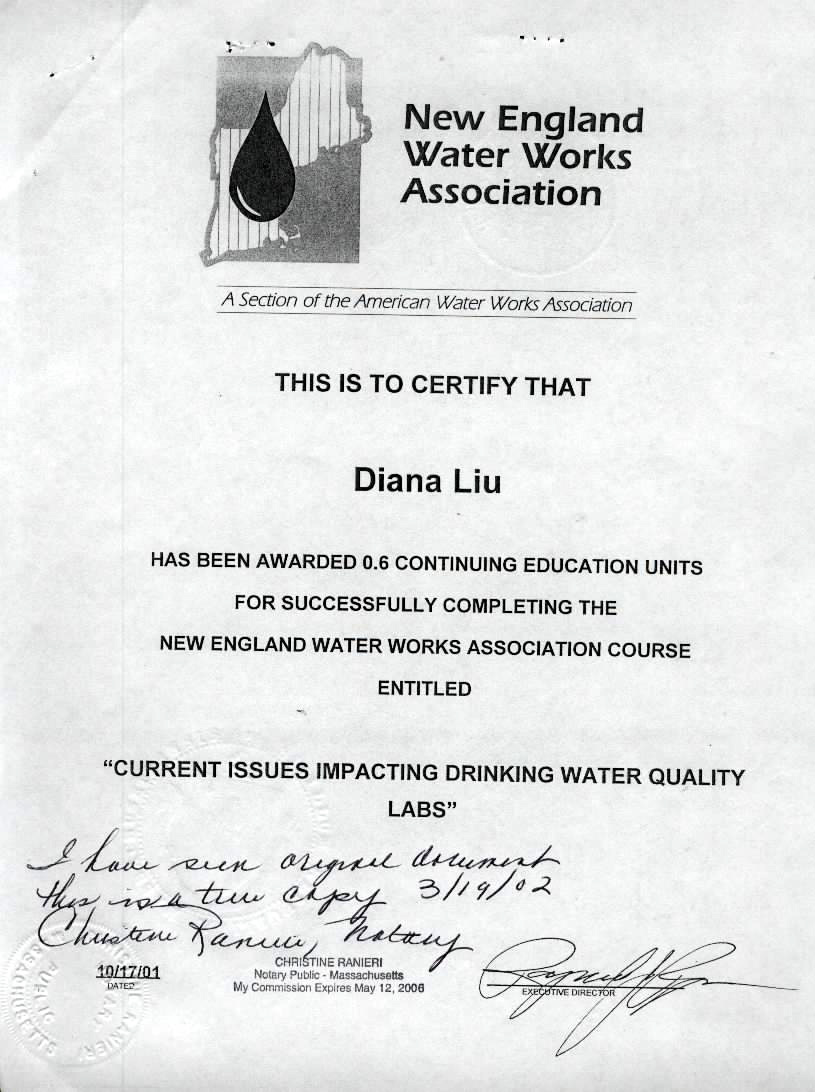 New England
Water Works
Association
A Section of the American Water Works Association
THIS IS TO CERTIFY THAT
Diana Liu
HAS BEEN AWARDED 0.6 CONTINUING EDUCATION UNITS
FOR SUCCESSFULLY COMPLETING THE
NEW ENGLAND WATER WORKS ASSOCIATION COURSE
ENTITLED
“CURRENT ISSUES IMPACTING DRINKING WATER QUALITY
LABS”
I have seen original document
this is a true copy 3/19/02
Christine Ranieri, Notary
10/17/01
DATED
CHRISTINE RANIERI
Notary Public - Massachusetts
My Commission Expires May 12, 2006
EXECUTIVE DIRECTOR